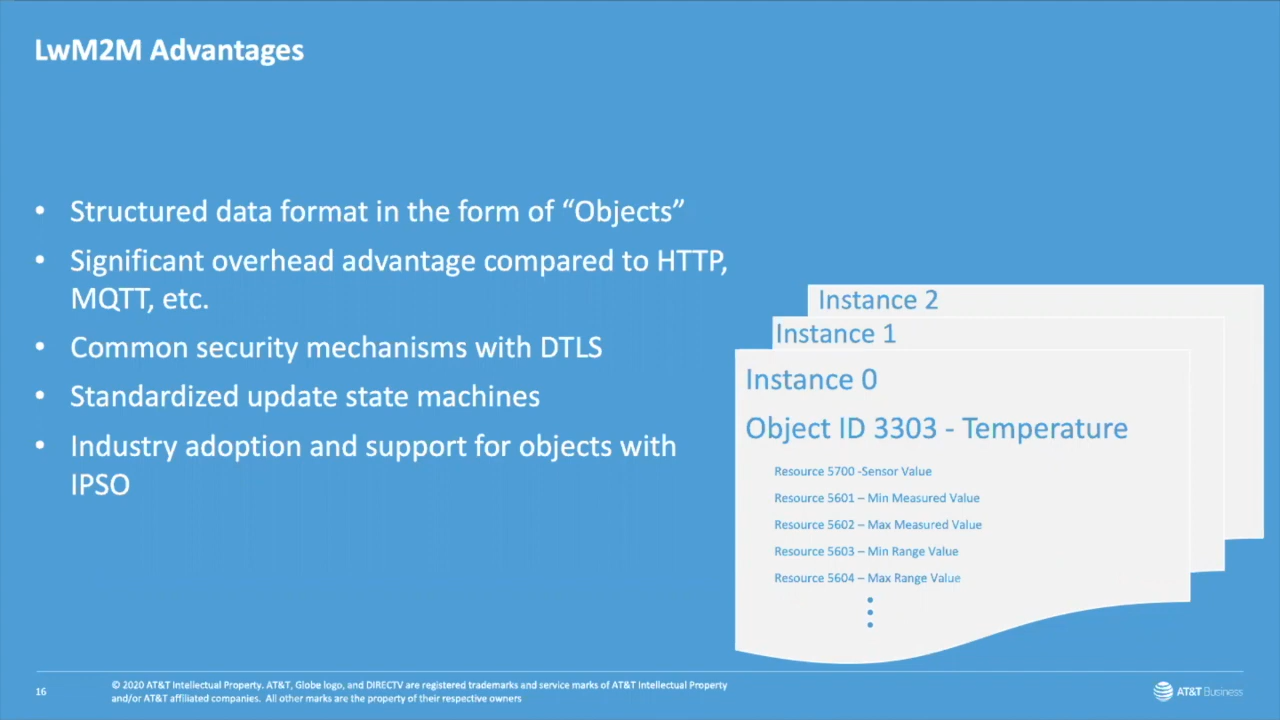 LwM2M Advantages
• Structured data format in the form of “Objects”
• Significant overhead advantage compared to HTTP,
MQTT, etc.
• Common security mechanisms with DTLS
• Standardized update state machines
• Industry adoption and support for objects with
IPSO
Instance 2
Instance 1
Instance 0
Object ID 3303 - Temperature
Resource 5700 -Sensor Value
Resource 5601 – Min Measured Value
Resource 5602 – Max Measured Value
Resource 5603 – Min Range Value
Resource 5604 – Max Range Value
16
© 2020 AT&T Intellectual Property. AT&T, Globe logo, and DIRECTV are registered trademarks and service marks of AT&T Intellectual Property
and/or AT&T affiliated companies. All other marks are the property of their respective owners
AT&T Business